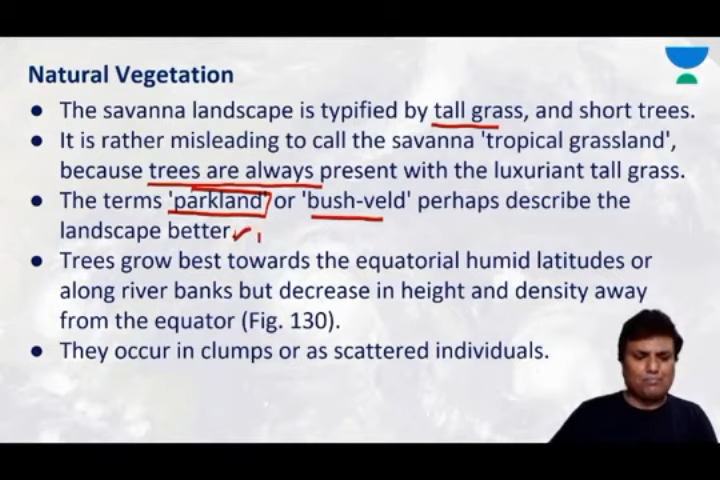 Natural Vegetation
● The savanna landscape is typified by tall grass, and short trees.
● It is rather misleading to call the savanna 'tropical grassland',
because trees are always present with the luxuriant tall grass.
● The terms 'parkland' or 'bush-veld' perhaps describe the
landscape better.
● Trees grow best towards the equatorial humid latitudes or
along river banks but decrease in height and density away
from the equator (Fig. 130).
● They occur in clumps or as scattered individuals.